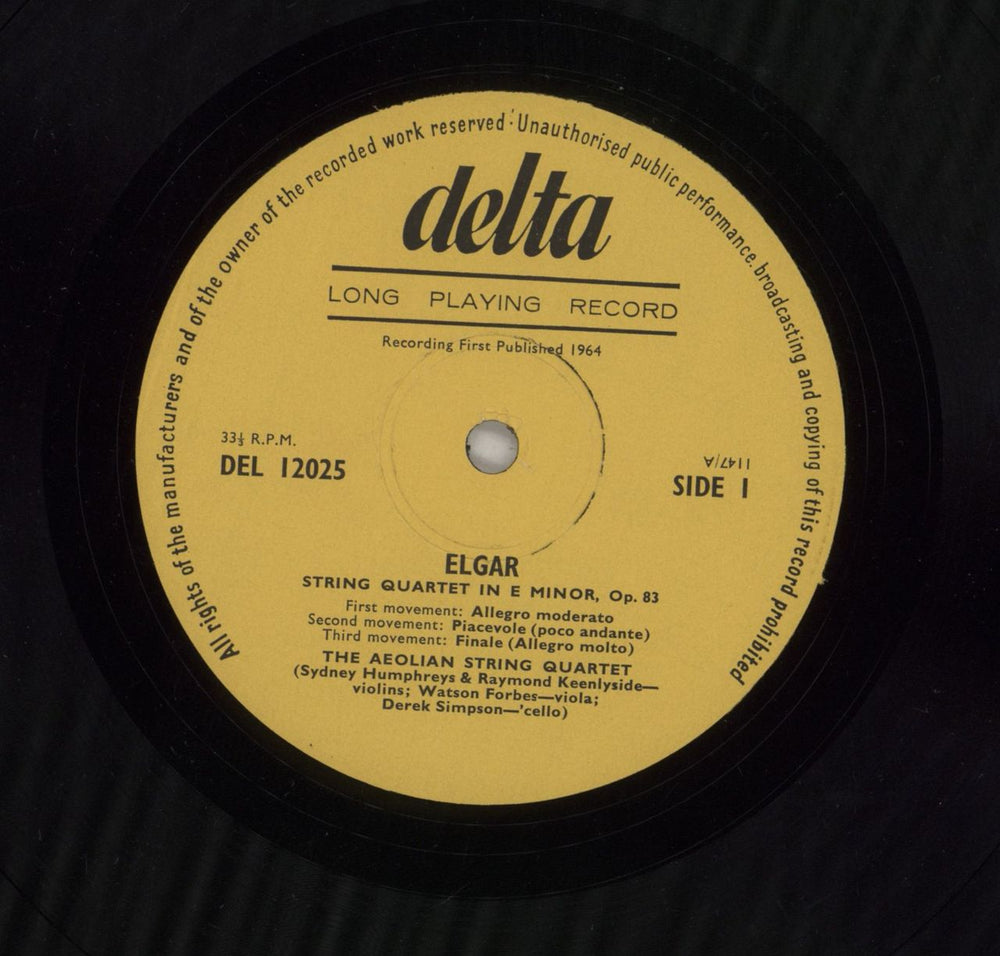 All rights of the manufacturers and of the owner of the recorded work reserved · Unauthorised public performance. broadcasting and copying of this record prohibited
delta
LONG PLAYING RECORD
Recording First Published 1964
33⅓ R.P.M.
DEL 12025
1147/A
SIDE 1
ELGAR
STRING QUARTET IN E MINOR, Op. 83
First movement: Allegro moderato
Second movement: Piacevole (poco andante)
Third movement: Finale (Allegro molto)
THE AEOLIAN STRING QUARTET
(Sydney Humphreys & Raymond Keenlyside—
violins; Watson Forbes—viola;
Derek Simpson—'cello)